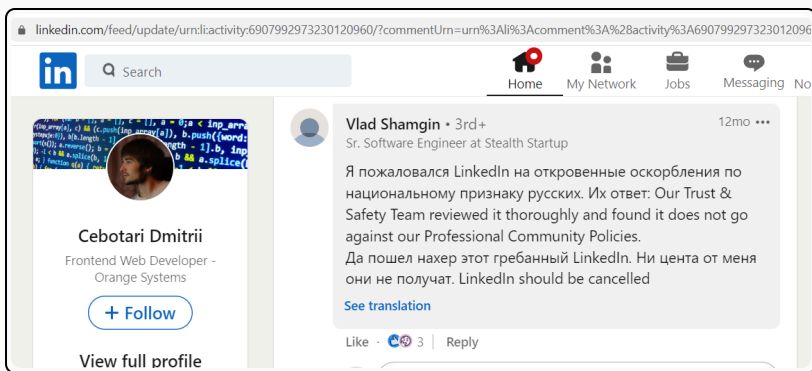 linkedin.com/feed/update/urn:li:activity:6907992973230120960/?commentUrn=urn%3Ali%3Acomment%3A%28activity%3A690799297323012096
in
Search
Home
My Network
Jobs
Messaging
No
Cebotari Dmitrii
Frontend Web Developer -
Orange Systems
+ Follow
View full profile
Vlad Shamgin • 3rd+
12mo •••
Sr. Software Engineer at Stealth Startup
Я пожаловался LinkedIn на откровенные оскорбления по
национальному признаку русских. Их ответ: Our Trust &
Safety Team reviewed it thoroughly and found it does not go
against our Professional Community Policies.
Да пошел нахер этот гребанный LinkedIn. Ни цента от меня
они не получат. LinkedIn should be cancelled
See translation
Like · 3 | Reply